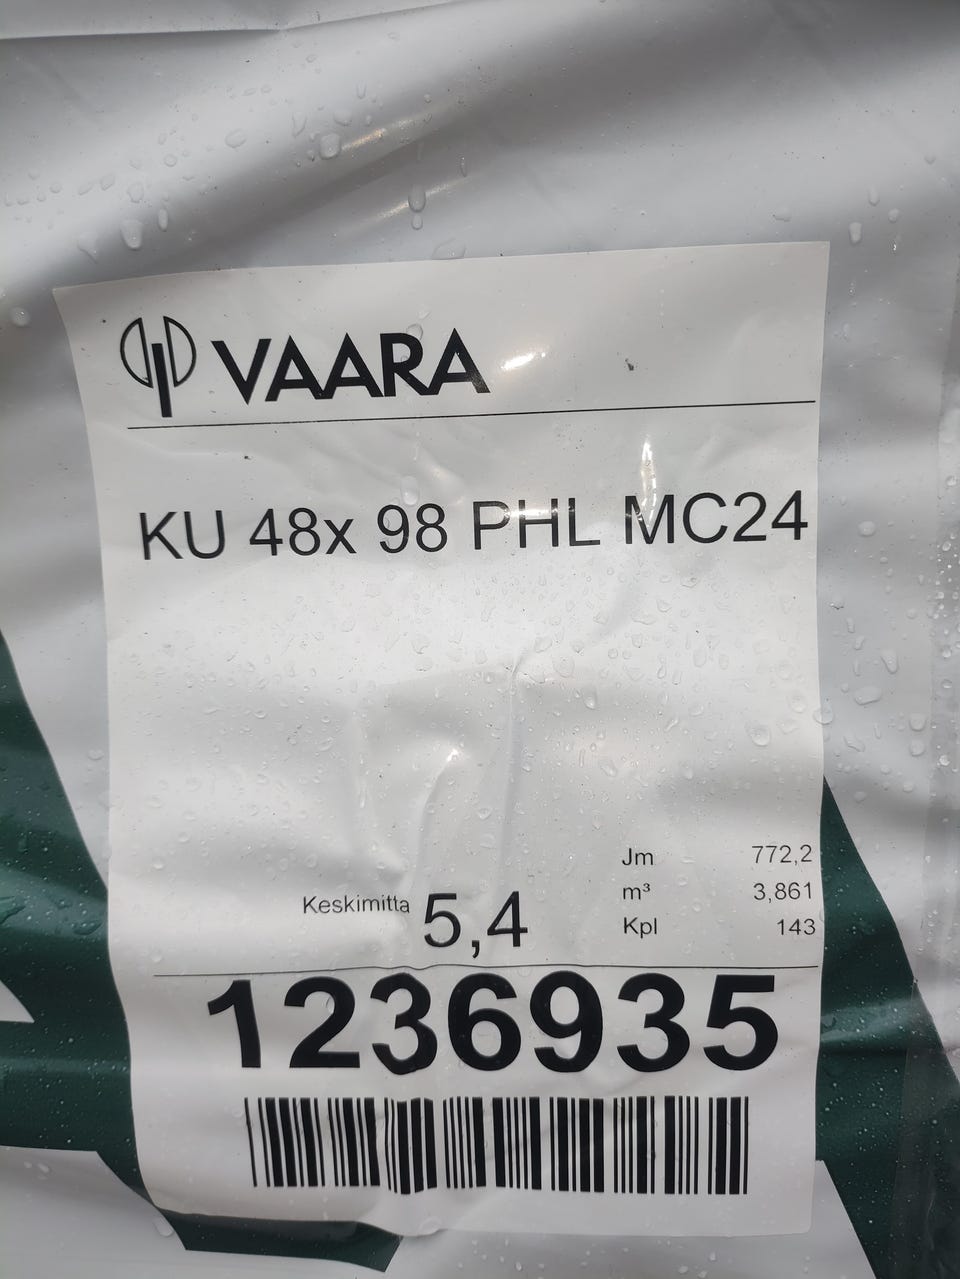 VAARA
KU 48x 98 PHL MC24
Jm 772,2
m³ 3,861
Keskimitta 5,4
Kpl 143
1236935